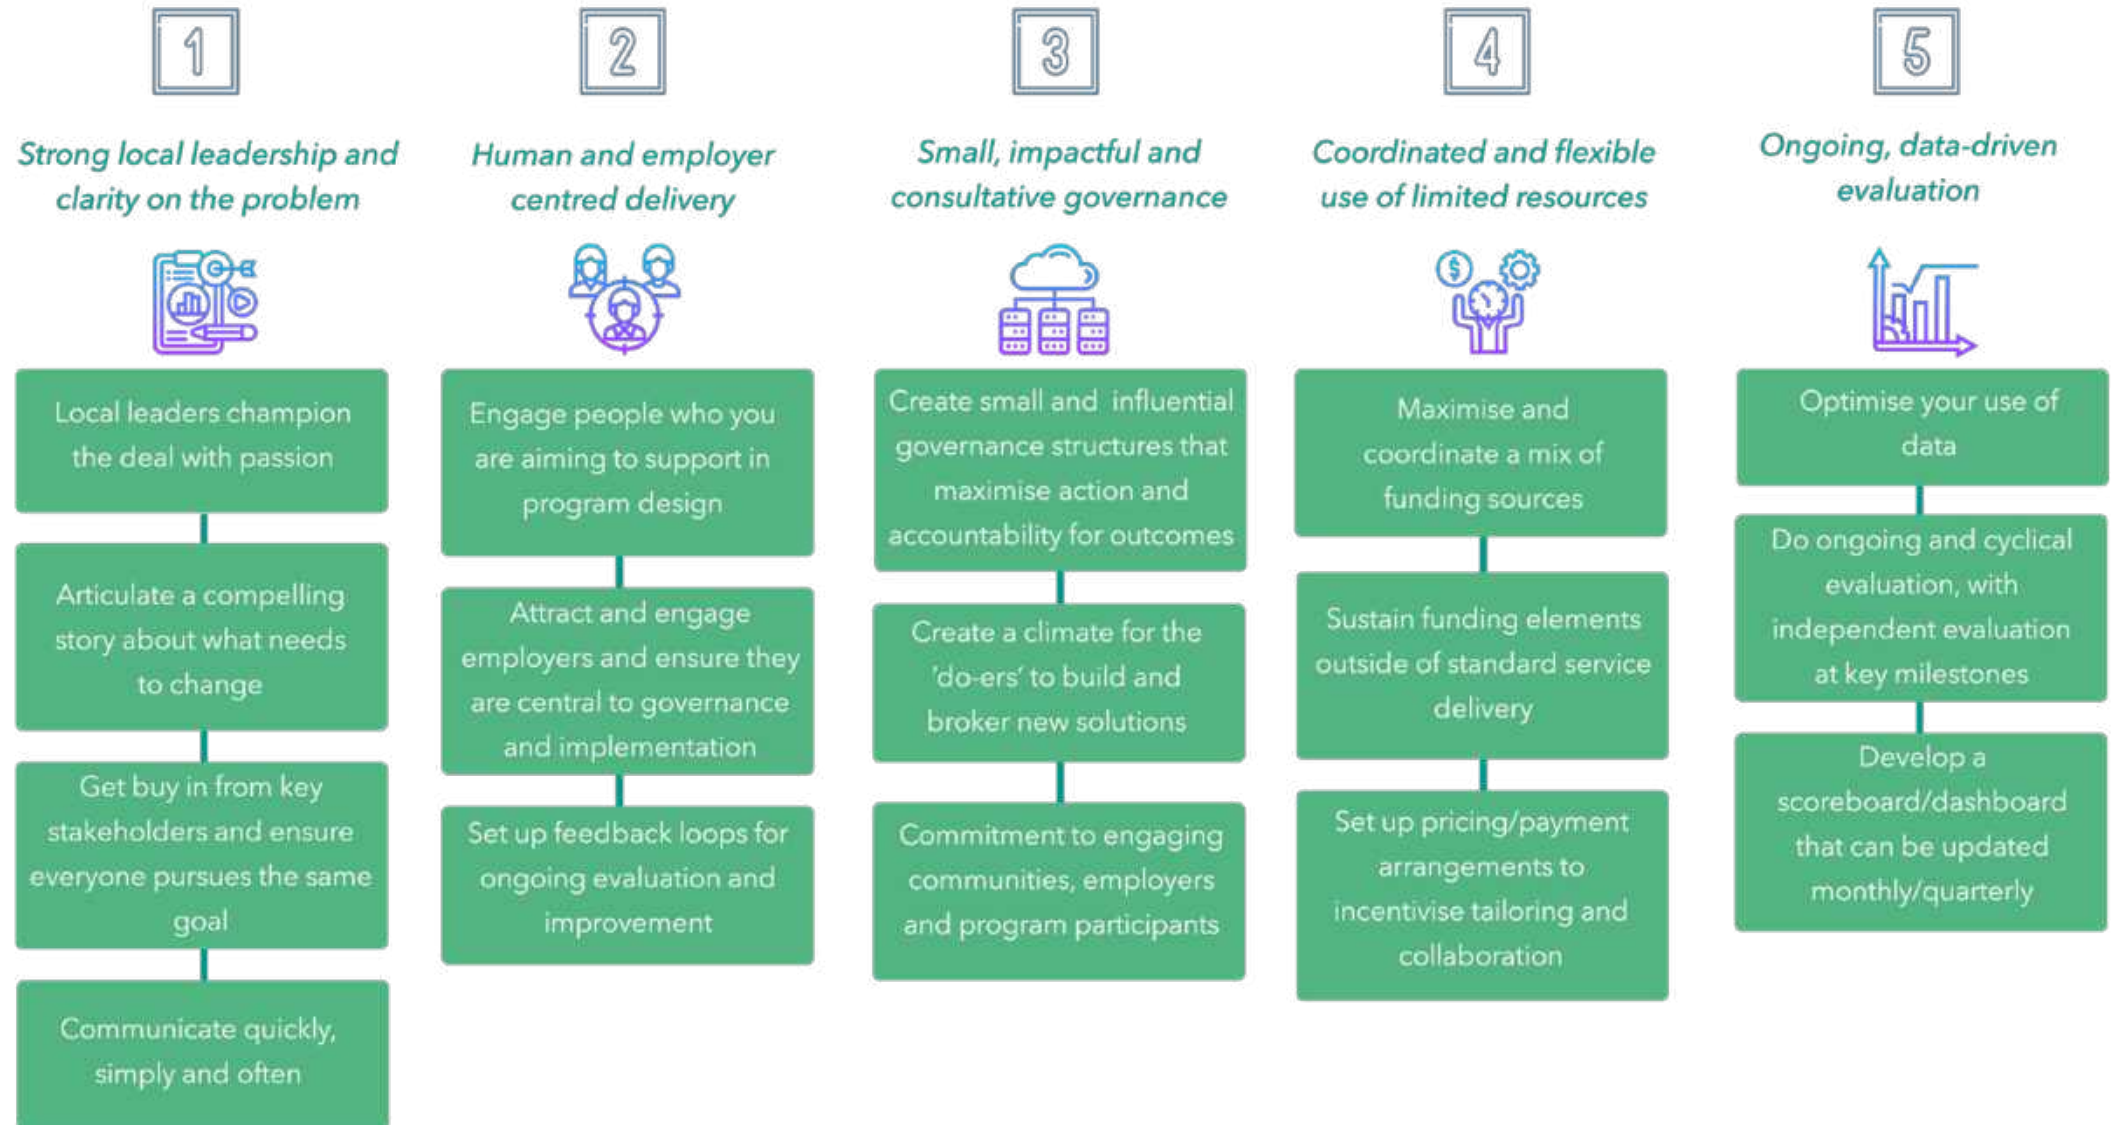 1
Strong local leadership and
clarity on the problem
Local leaders champion
the deal with passion
Articulate a compelling
story about what needs
to change
Get buy in from key
stakeholders and ensure
everyone pursues the same
goal
Communicate quickly,
simply and often
2
Human and employer
centred delivery
Engage people who you
are aiming to support in
program design
Attract and engage
employers and ensure they
are central to governance
and implementation
Set up feedback loops for
ongoing evaluation and
improvement
3
Small, impactful and
consultative governance
Create small and influential
governance structures that
maximise action and
accountability for outcomes
Create a climate for the
'do-ers' to build and
broker new solutions
Commitment to engaging
communities, employers
and program participants
4
Coordinated and flexible
use of limited resources
$
Maximise and
coordinate a mix of
funding sources
Sustain funding elements
outside of standard service
delivery
Set up pricing/payment
arrangements to
incentivise tailoring and
collaboration
5
Ongoing, data-driven
evaluation
Optimise your use of
data
Do ongoing and cyclical
evaluation, with
independent evaluation
at key milestones
Develop a
scoreboard/dashboard
that can be updated
monthly/quarterly